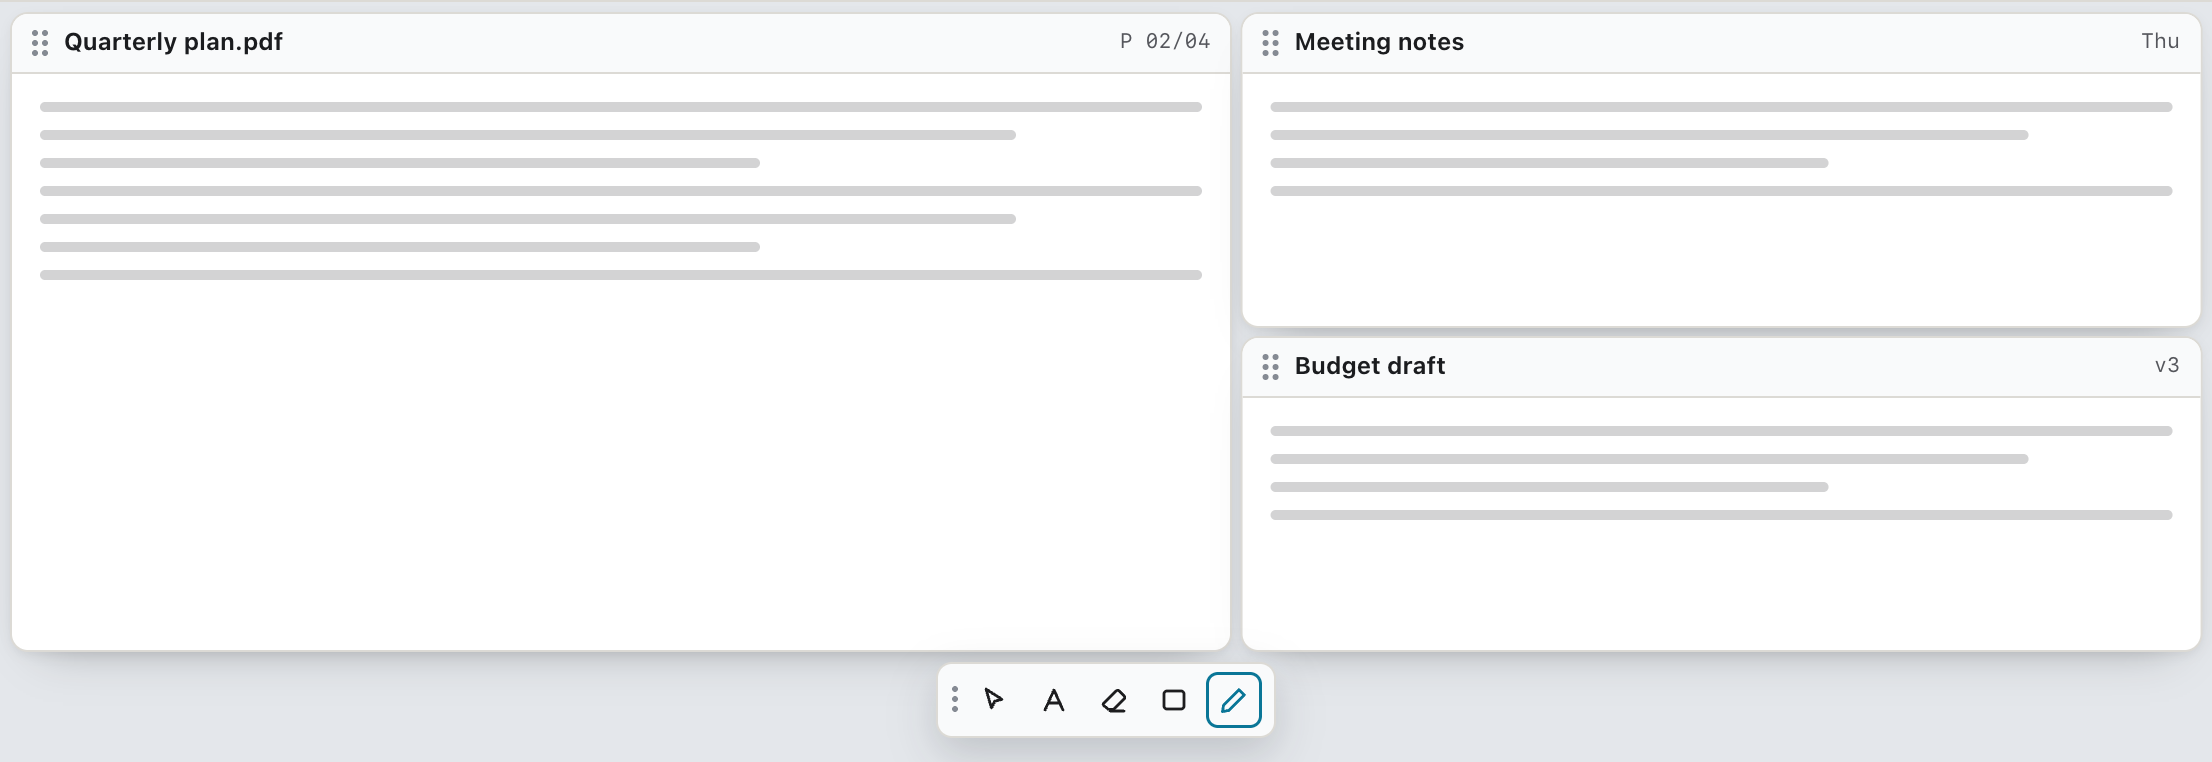 Quarterly plan.pdf
P 02/04
Meeting notes
Thu
Budget draft
v3